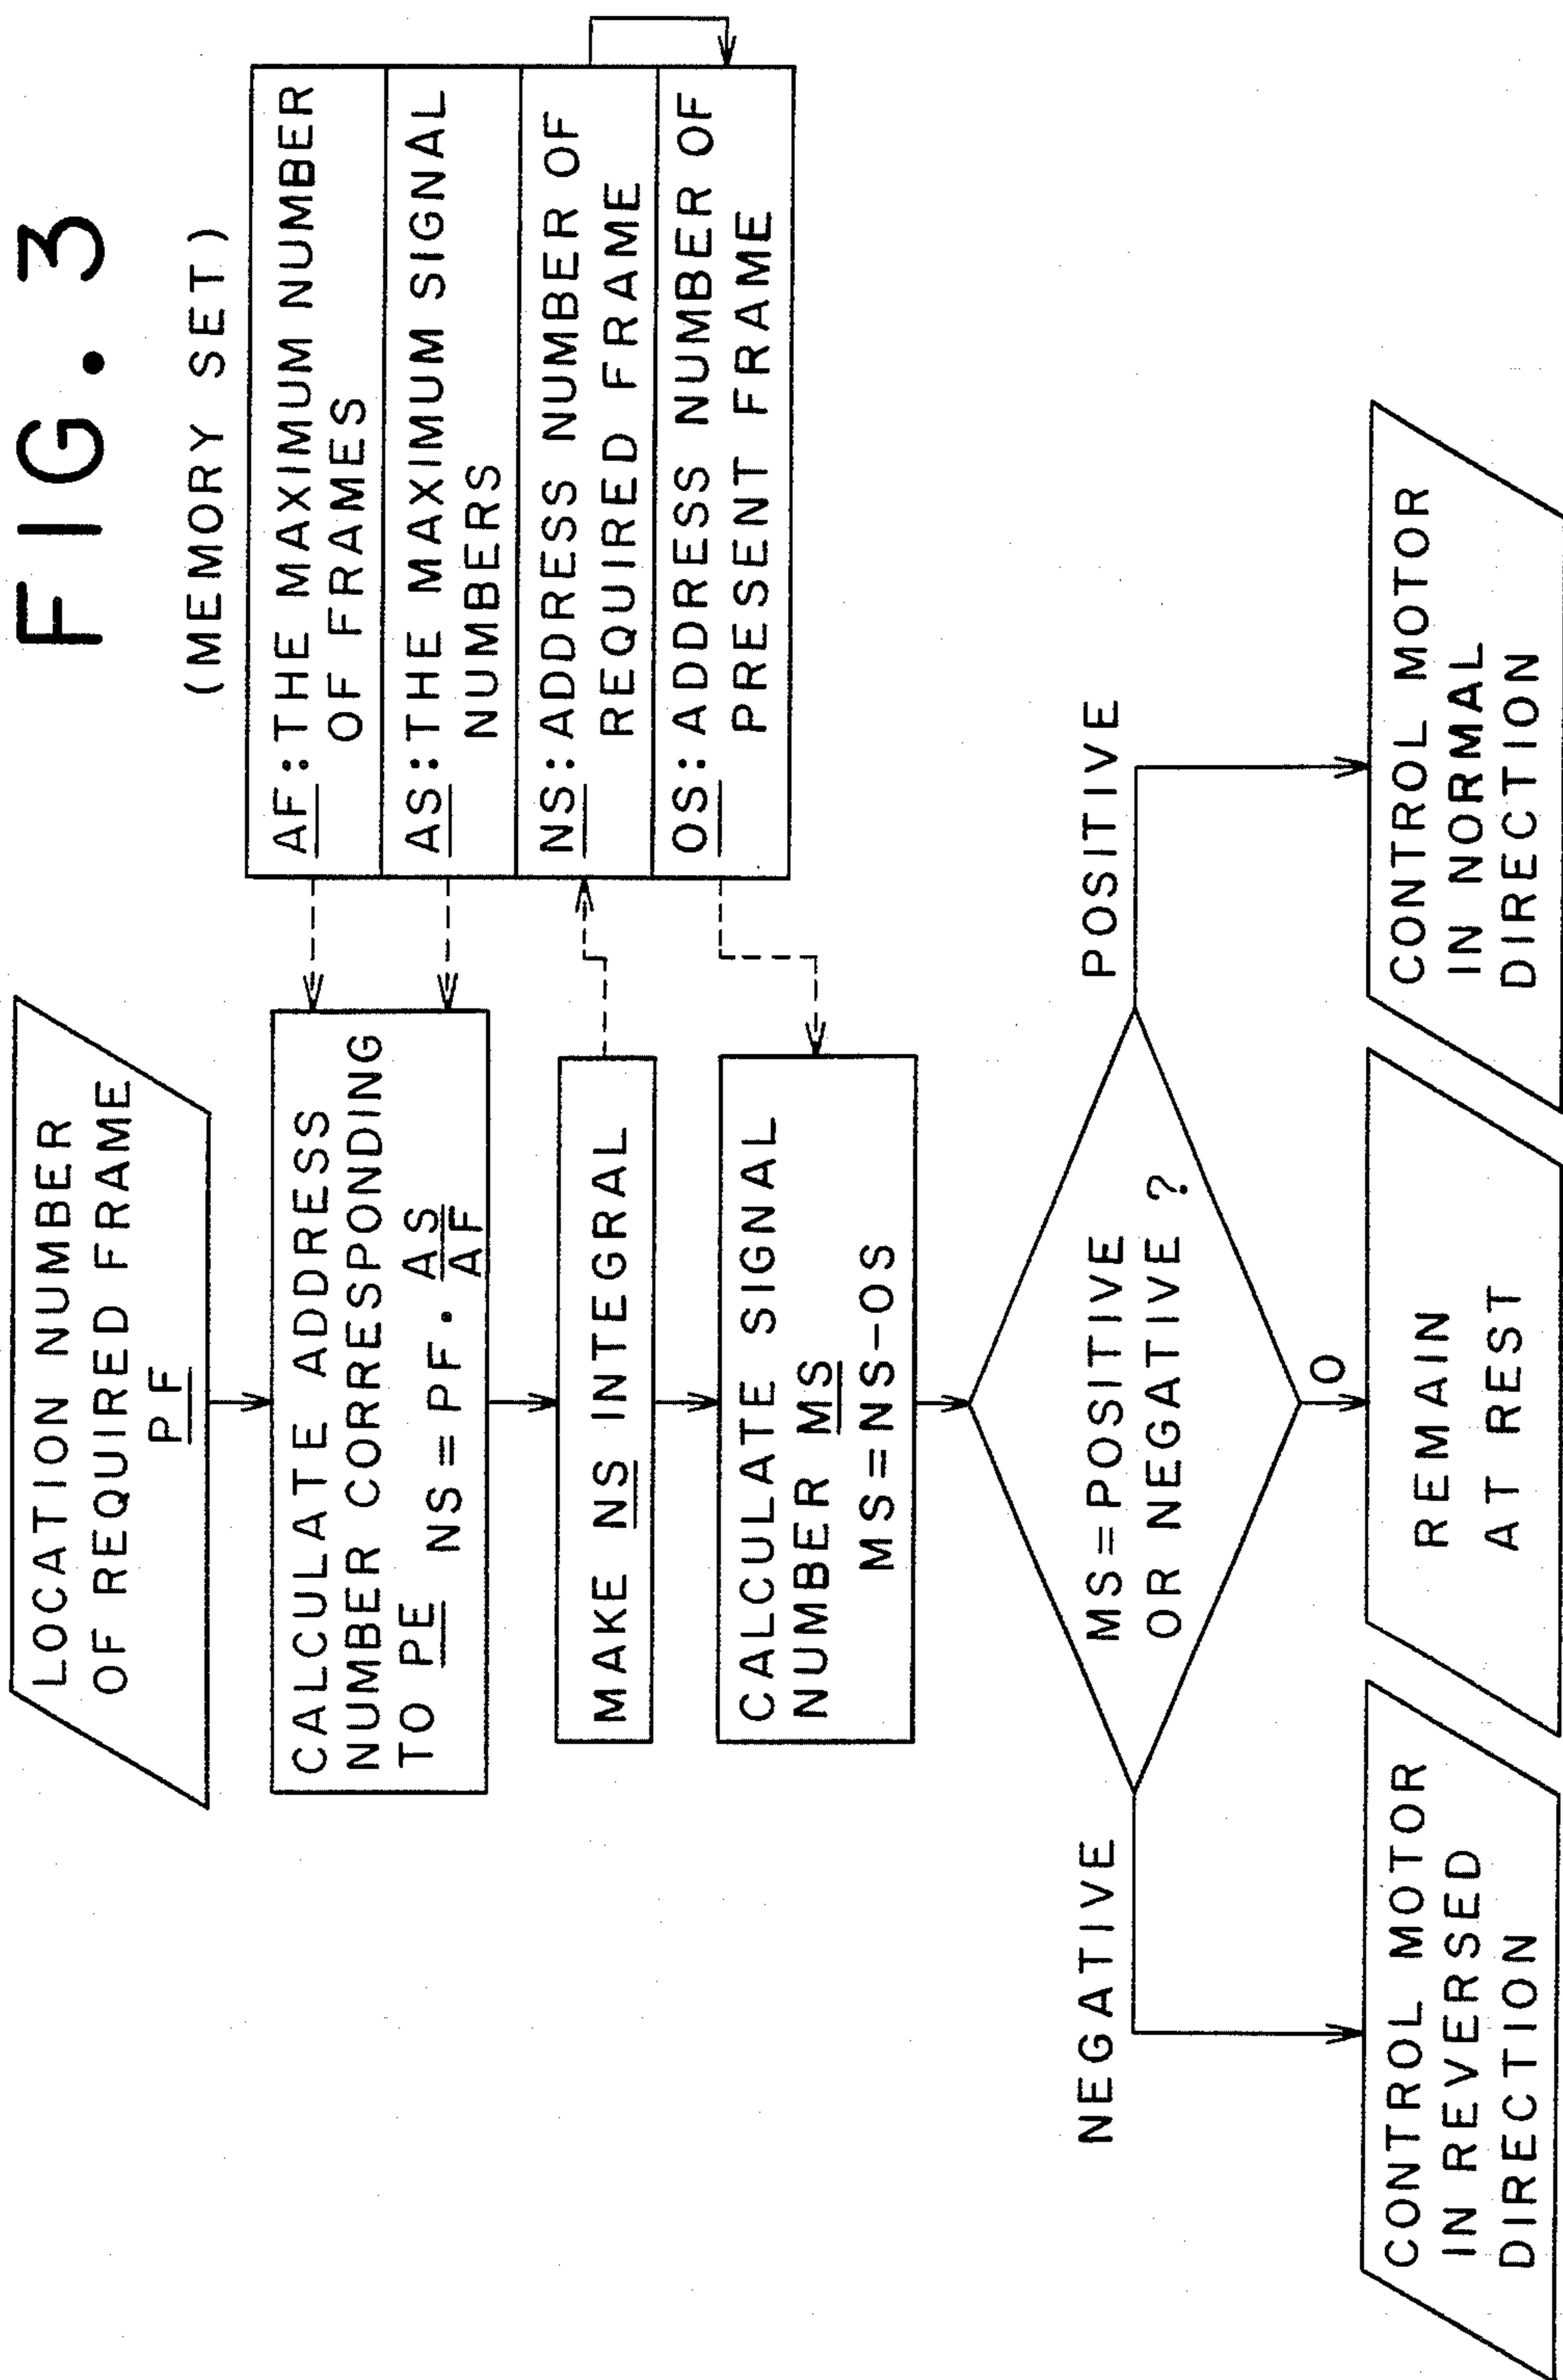 FIG. 3
(MEMORY SET)
LOCATION NUMBER
OF REQUIRED FRAME
PF
CALCULATE ADDRESS
NUMBER CORRESPONDING
TO PE NS=PF. AS
AF
AF:THE MAXIMUM NUMBER
OF FRAMES
AS:THE MAXIMUM SIGNAL
NUMBERS
NS:ADDRESS NUMBER OF
REQUIRED FRAME
OS:ADDRESS NUMBER OF
PRESENT FRAME
MAKE NS INTEGRAL
CALCULATE SIGNAL
NUMBER MS
MS=NS-OS
MS=POSITIVE
OR NEGATIVE ?
NEGATIVE
POSITIVE
O
CONTROL MOTOR
IN REVERSED
DIRECTION
REMAIN
AT REST
CONTROL MOTOR
IN NORMAL
DIRECTION